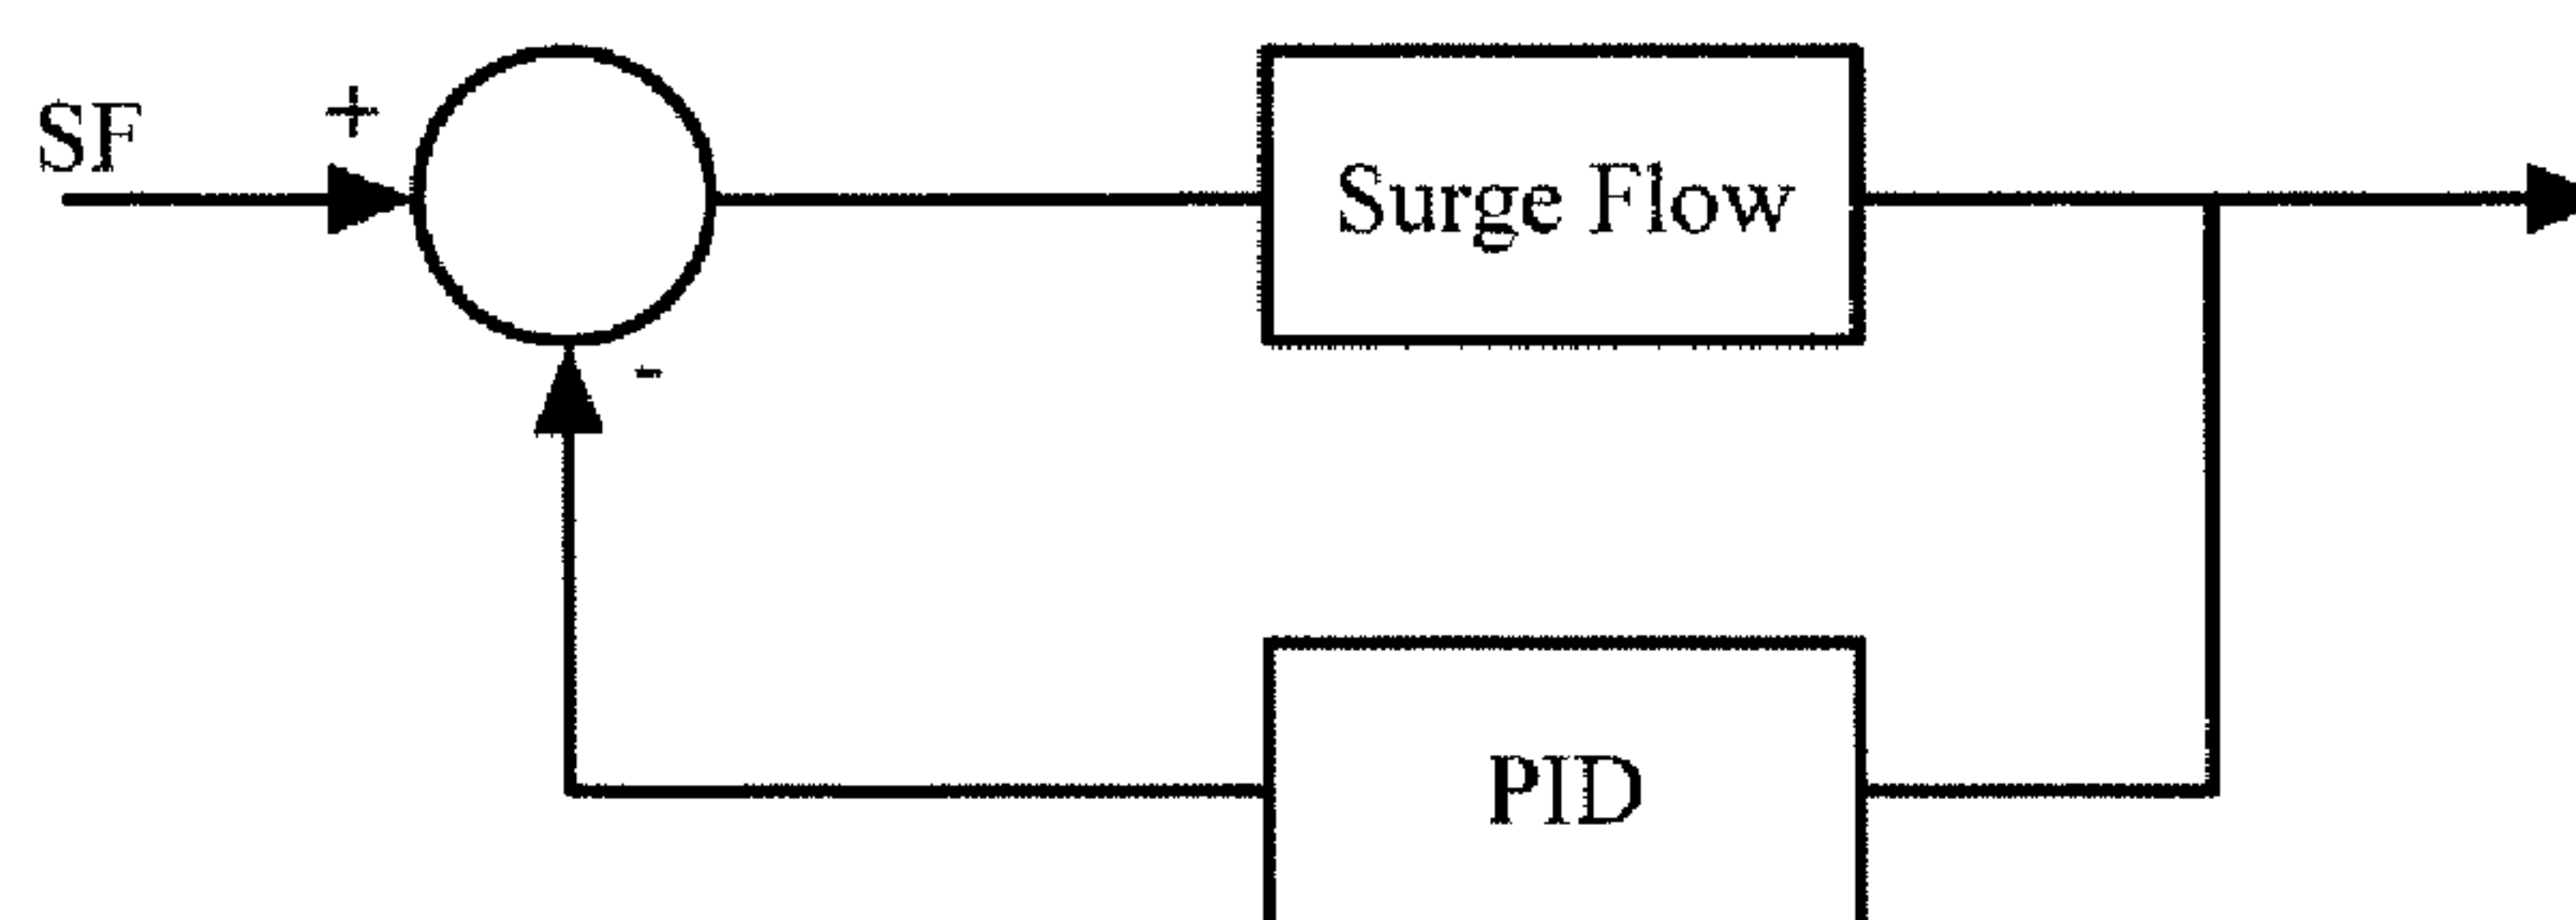 SF
+
Surge Flow
-
PID